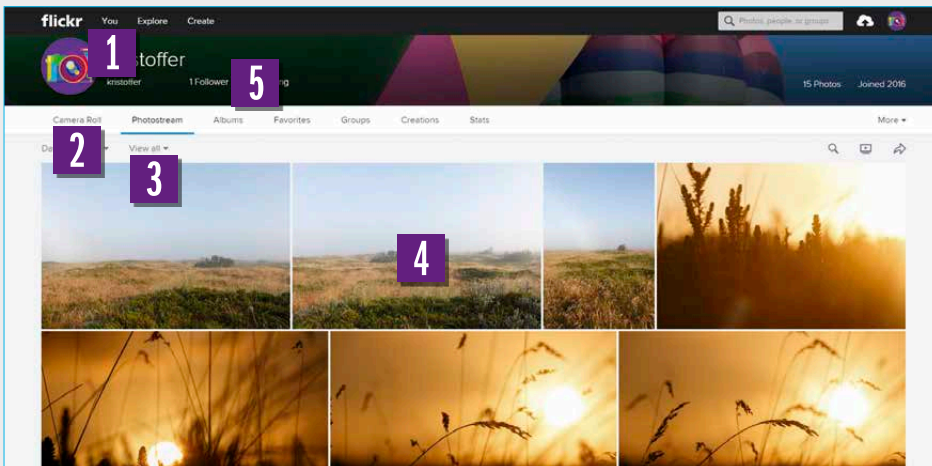 flickr You Explore Create Photos, people, or groups
1
stoffer
kristoffer 1 Follower 5 ng 15 Photos Joined 2016
Camera Roll Photostream Albums Favorites Groups Creations Stats More
2 View all
3
4